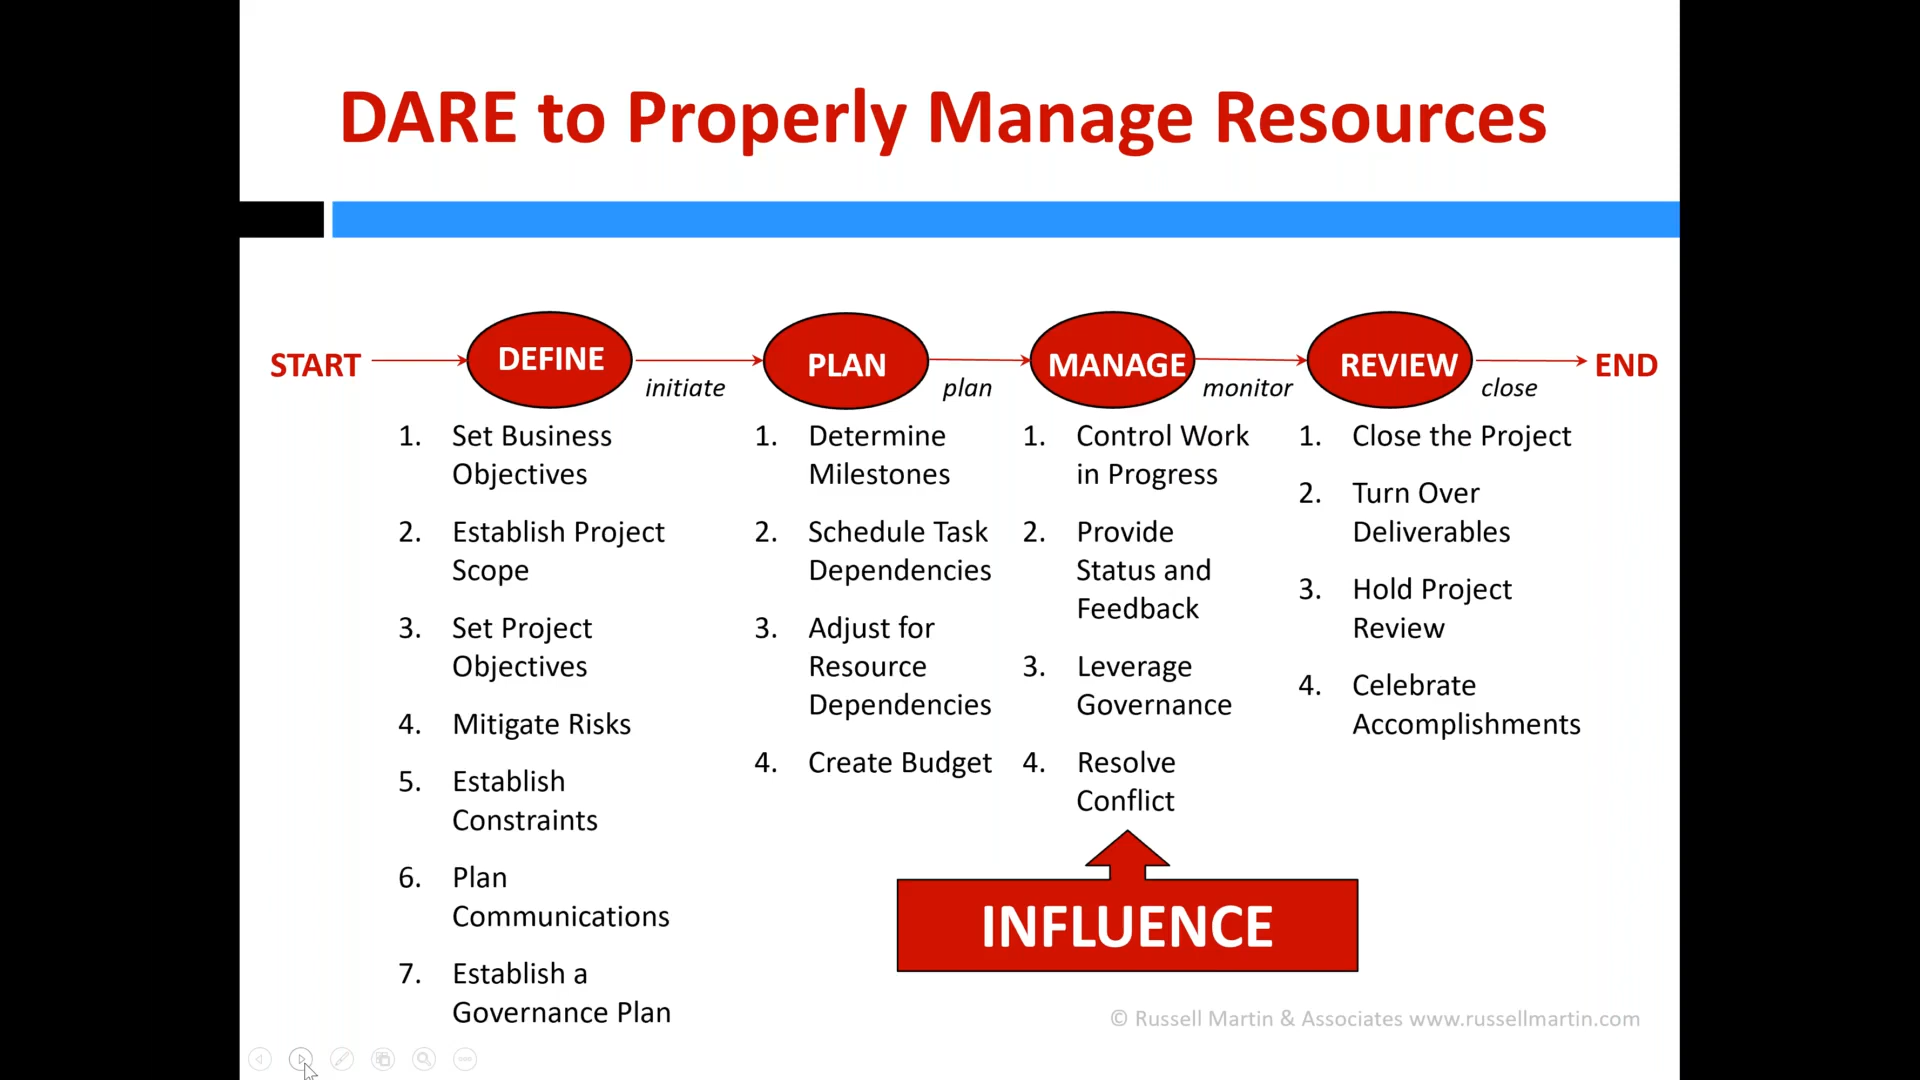 DARE to Properly Manage Resources
START
DEFINE
initiate
PLAN
plan
MANAGE
monitor
REVIEW
close
END
1. Set Business
Objectives
2. Establish Project
Scope
3. Set Project
Objectives
4. Mitigate Risks
5. Establish
Constraints
6. Plan
Communications
7. Establish a
Governance Plan
1. Determine
Milestones
2. Schedule Task
Dependencies
3. Adjust for
Resource
Dependencies
4. Create Budget
1. Control Work
in Progress
2. Provide
Status and
Feedback
3. Leverage
Governance
4. Resolve
Conflict
1. Close the Project
2. Turn Over
Deliverables
3. Hold Project
Review
4. Celebrate
Accomplishments
INFLUENCE
© Russell Martin & Associates www.russellmartin.com